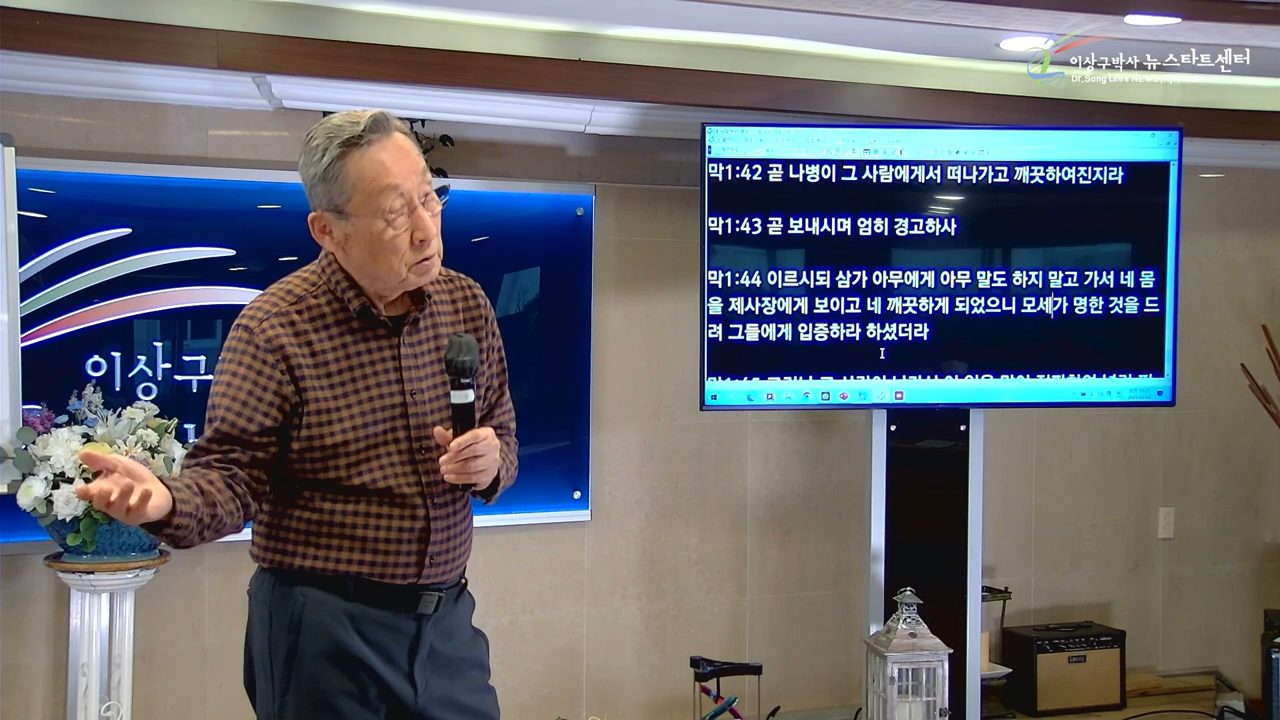 이상구박사 뉴스타트센터
막1:42 곧 나병이 그 사람에게서 떠나가고 깨끗하여진지라
막1:43 곧 보내시며 엄히 경고하사
막1:44 이르시되 삼가 아무에게 아무 말도 하지 말고 가서 네 몸
을 제사장에게 보이고 네 깨끗하게 되었으니 모세가 명한 것을 드
려 그들에게 입증하라 하셨더라
이상구